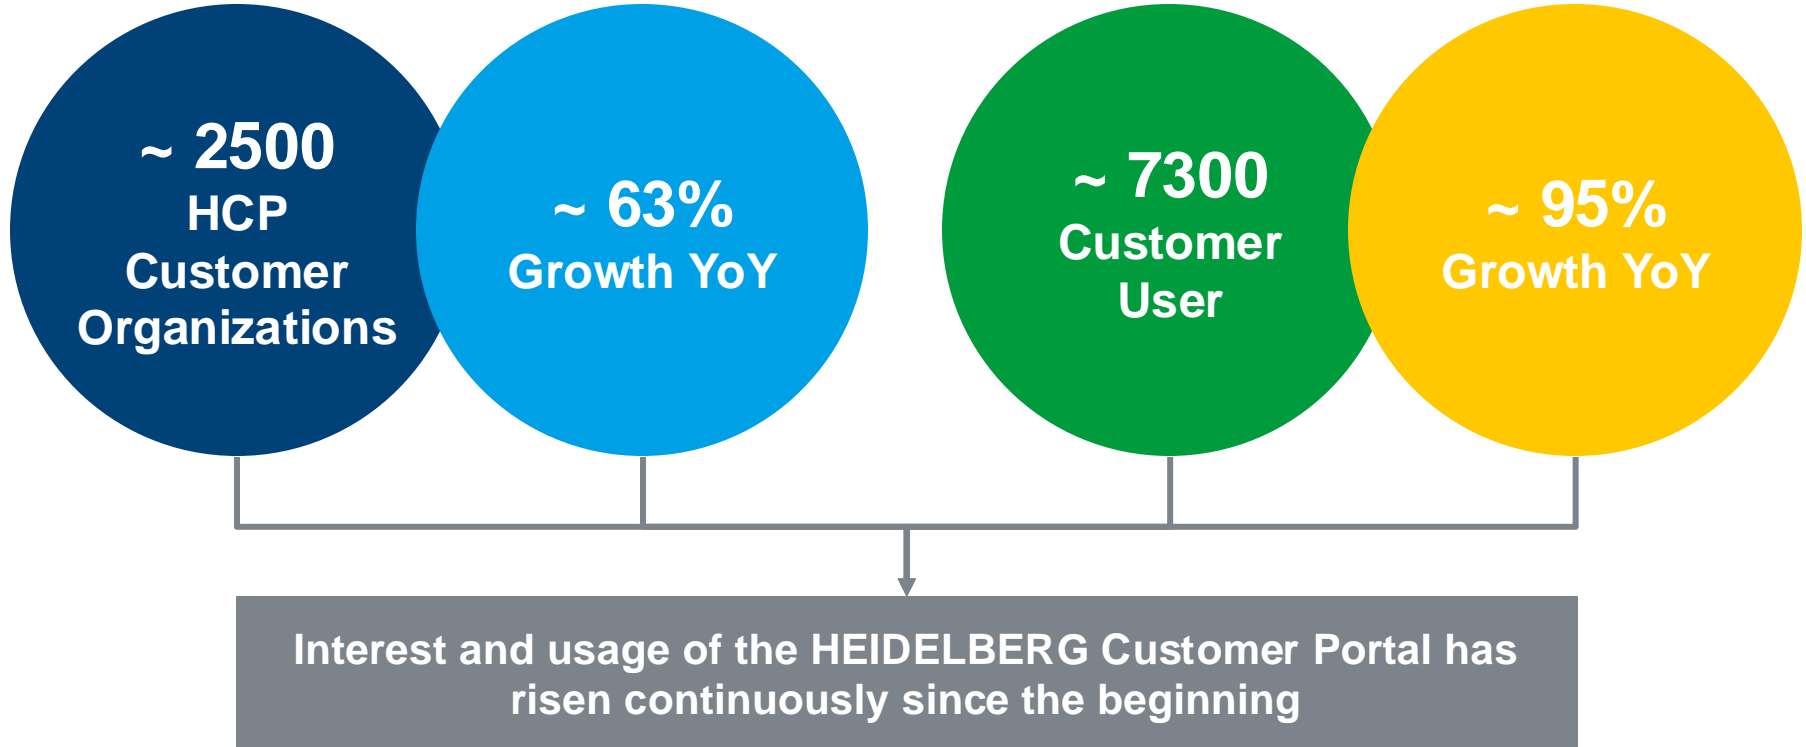 ~ 2500
HCP
Customer
Organizations
~ 63%
Growth YoY
~ 7300
Customer
User
~ 95%
Growth YoY
Interest and usage of the HEIDELBERG Customer Portal has
risen continuously since the beginning